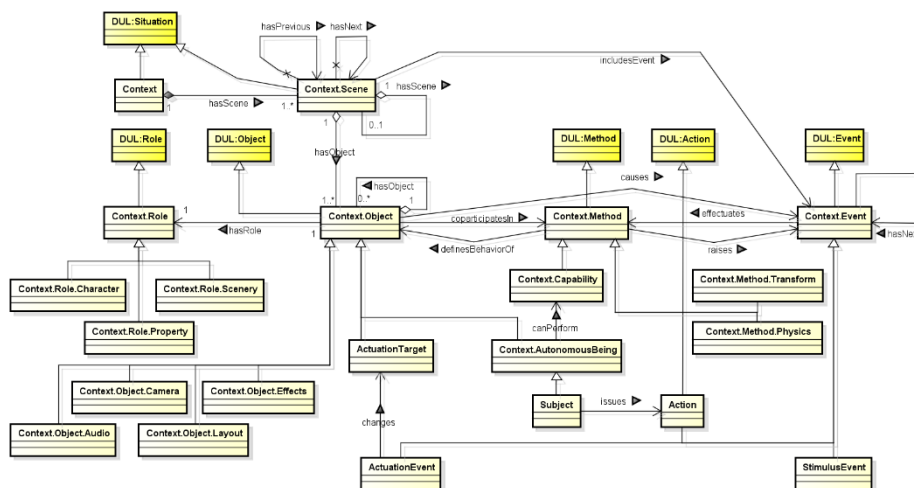 DUL:Situation
hasPrevious
hasNext
includesEvent
Context
hasScene
1
1..*
Context.Scene
1
hasScene
0..1
1
DUL:Role
DUL:Object
hasObject
DUL:Method
DUL:Action
DUL:Event
1..*
0..*
hasObject
1
causes
Context.Role
1
hasRole
Context.Object
1
coparticipatesIn
Context.Method
effectuates
Context.Event
definesBehaviorOf
raises
hasNe
Context.Role.Character
Context.Role.Scenery
Context.Capability
Context.Method.Transform
Context.Role.Property
canPerform
Context.Method.Physics
ActuationTarget
Context.AutonomousBeing
Context.Object.Camera
Context.Object.Effects
Subject
issues
Action
changes
Context.Object.Audio
Context.Object.Layout
ActuationEvent
StimulusEvent